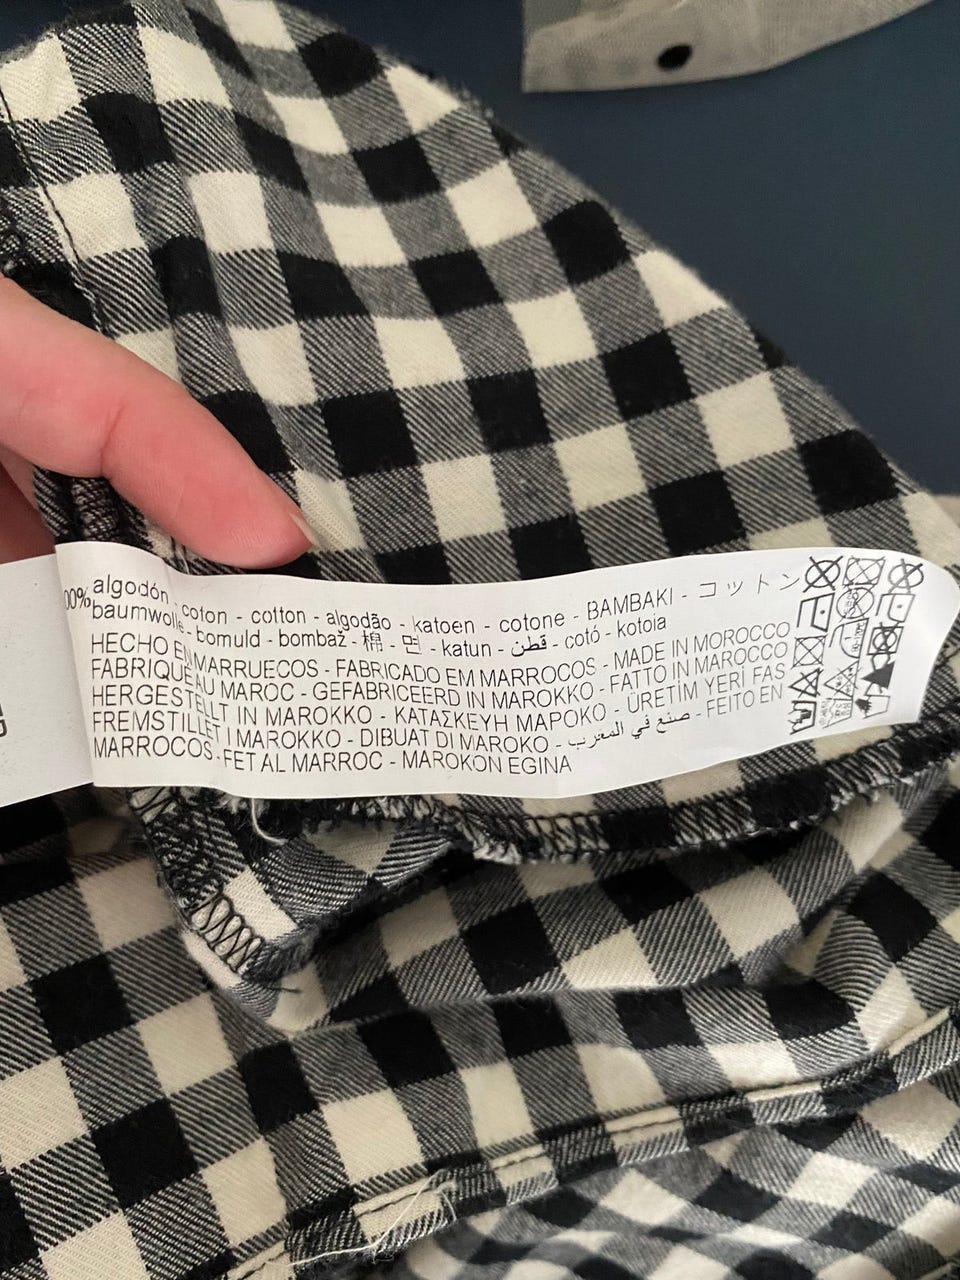 00% algodón - coton - cotton - algodão - katoen - cotone - ΒΑΜΒΑΚΙ - コットン
baumwolle - bomuld - bombaž - 棉 - 면 - katun - قطن - cotó - kotoia
HECHO EN MARRUECOS - FABRICADO EM MARROCOS - MADE IN MOROCCO
FABRIQUE AU MAROC - GEFABRICEERD IN MAROKKO - FATTO IN MAROCCO
HERGESTELLT IN MAROKKO - ΚΑΤΑΣΚΕΥΗ ΜΑΡΟΚΟ - ÜRETİM YERİ FAS
FREMSTILLET I MAROKKO - DIBUAT DI MAROKO - صنع في المغرب - FEITO EN
MARROCOS - FET AL MARROC - MAROKON EGINA